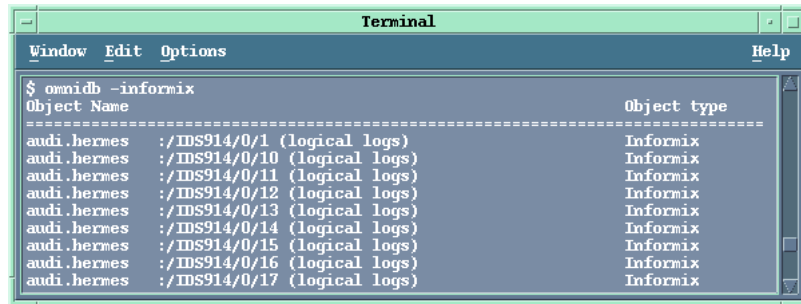 Terminal
Window Edit Options Help
$ omnidb -informix
Object Name Object type
===============================================================================
audi.hermes :/IDS914/0/1 (logical logs) Informix
audi.hermes :/IDS914/0/10 (logical logs) Informix
audi.hermes :/IDS914/0/11 (logical logs) Informix
audi.hermes :/IDS914/0/12 (logical logs) Informix
audi.hermes :/IDS914/0/13 (logical logs) Informix
audi.hermes :/IDS914/0/14 (logical logs) Informix
audi.hermes :/IDS914/0/15 (logical logs) Informix
audi.hermes :/IDS914/0/16 (logical logs) Informix
audi.hermes :/IDS914/0/17 (logical logs) Informix